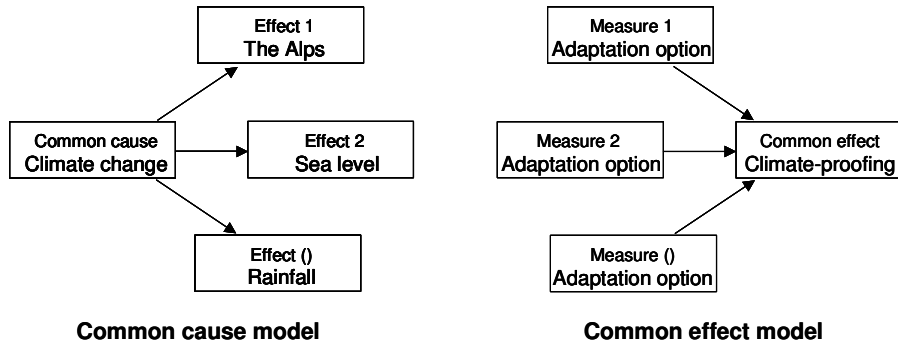 Effect 1
The Alps
Common cause
Climate change
Effect 2
Sea level
Effect ()
Rainfall
Common cause model
Measure 1
Adaptation option
Measure 2
Adaptation option
Common effect
Climate-proofing
Measure ()
Adaptation option
Common effect model